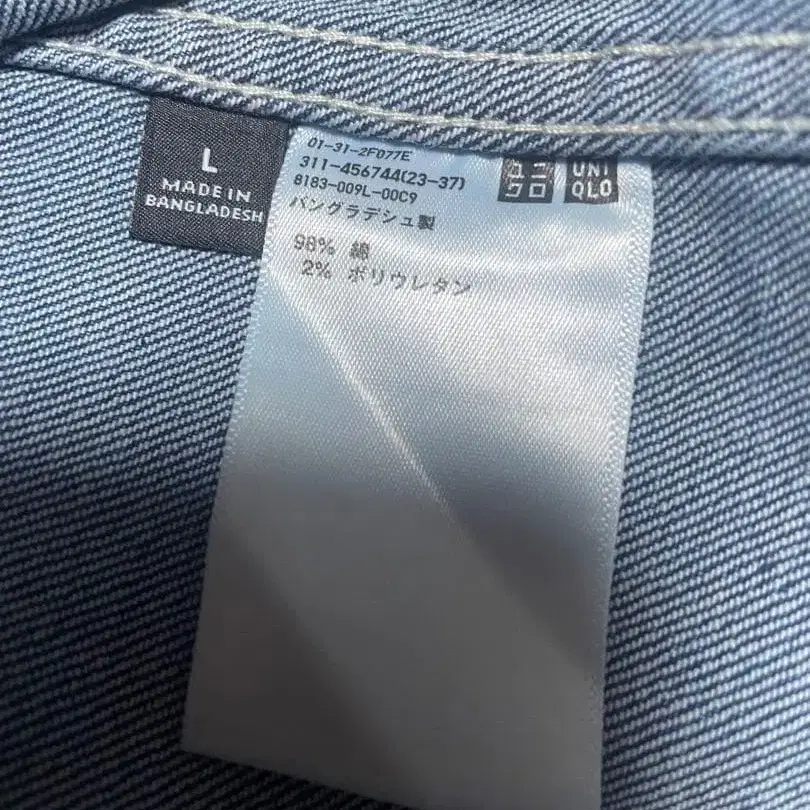 L
MADE IN
BANGLADESH
01-31-2F077E
311-456744(23-37)
8183-009L-00C9
バングラデシュ製
98% 綿
2% ポリウレタン
ユニ
クロ
UNI
QLO